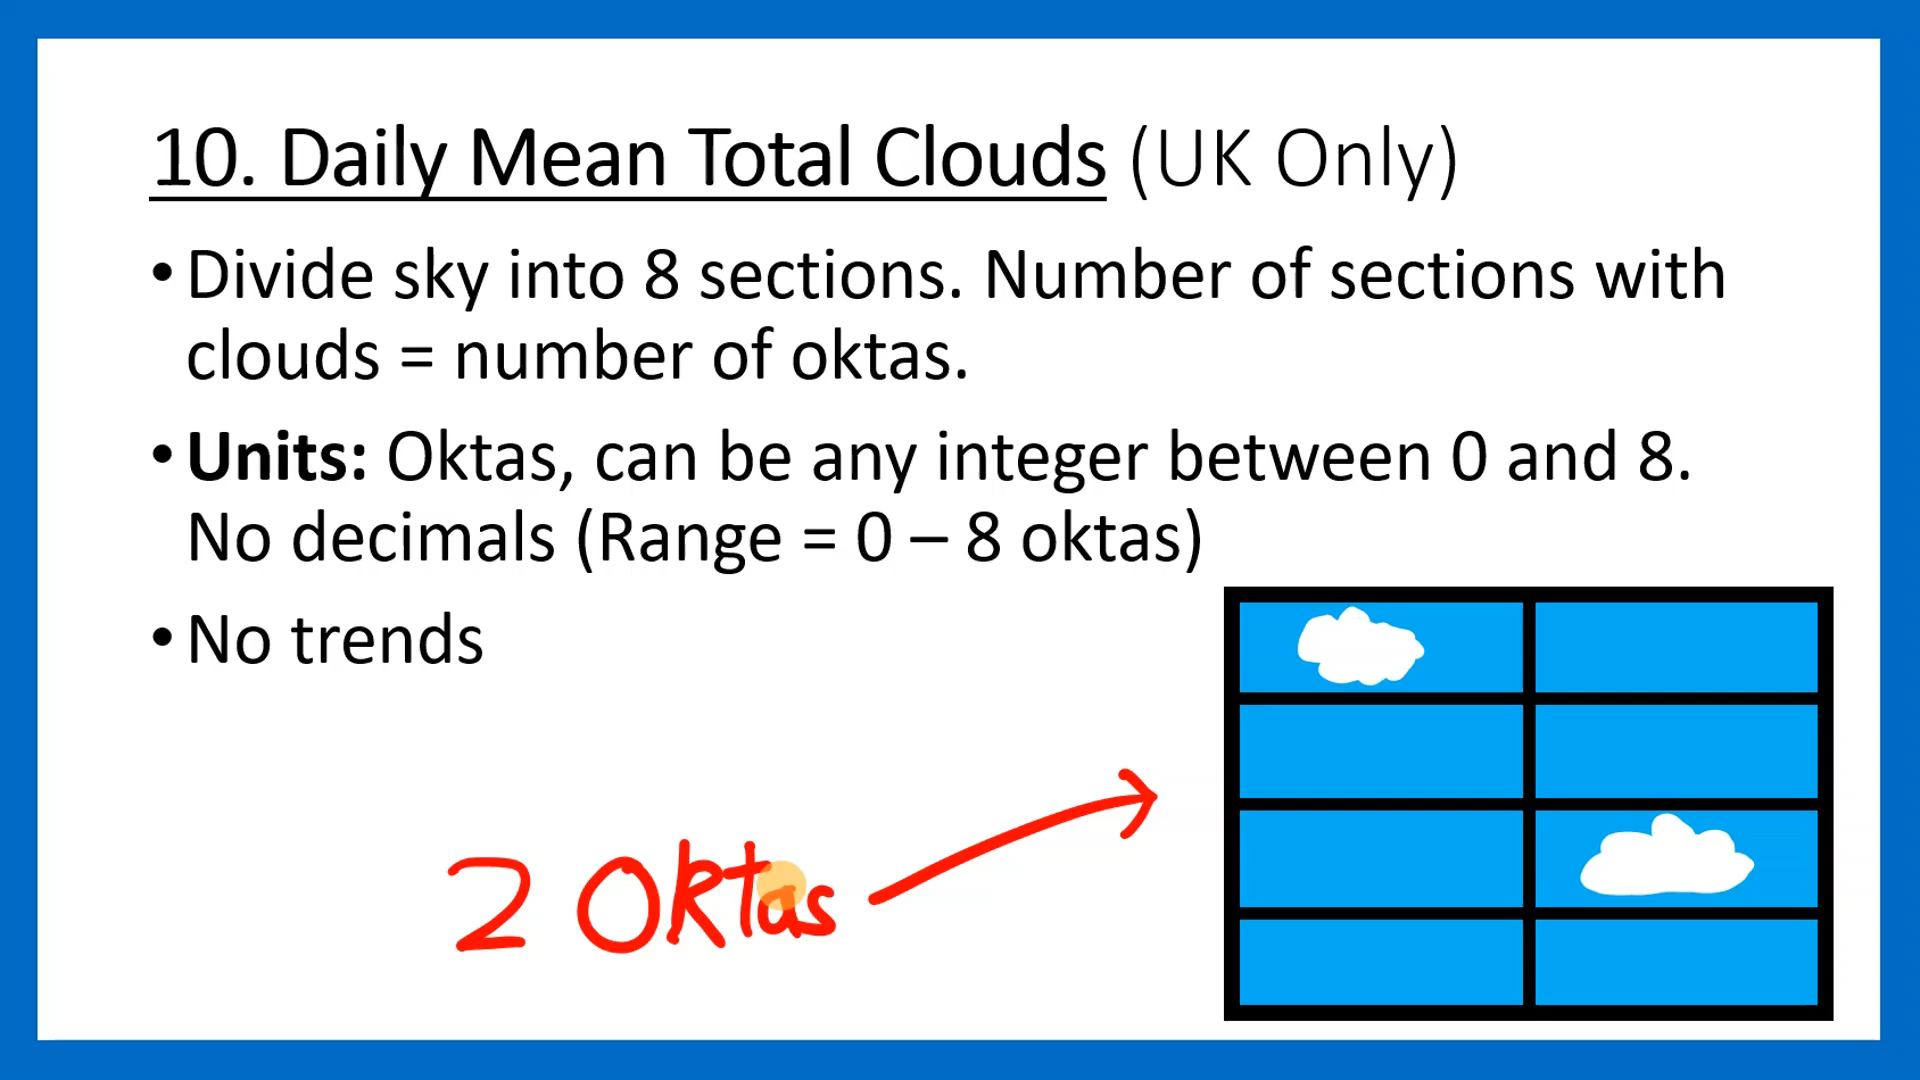 10. Daily Mean Total Clouds (UK Only)
• Divide sky into 8 sections. Number of sections with
clouds = number of oktas.
• Units: Oktas, can be any integer between 0 and 8.
No decimals (Range = 0 – 8 oktas)
• No trends
2 Oktas